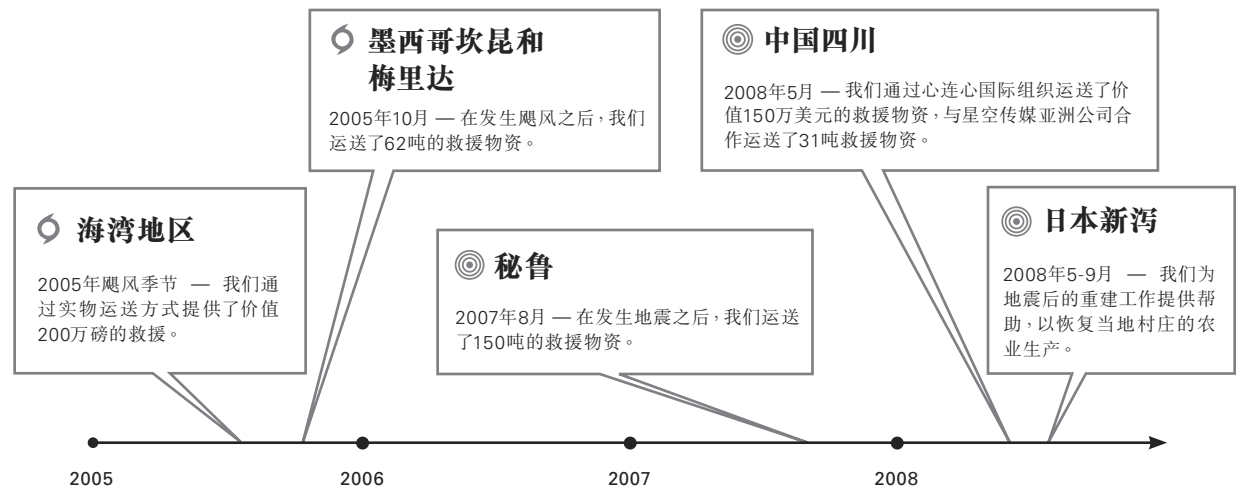 墨西哥坎昆和
梅里达
2005年10月 — 在发生飓风之后，我们
运送了62吨的救援物资。
中国四川
2008年5月 — 我们通过心连心国际组织运送了价
值150万美元的救援物资，与星空传媒亚洲公司合
作运送了31吨救援物资。
海湾地区
2005年飓风季节 — 我们通
过实物运送方式提供了价值
200万磅的救援。
秘鲁
2007年8月 — 在发生地震之后，我们运送
了150吨的救援物资。
日本新泻
2008年5-9月 — 我们为
地震后的重建工作提供帮
助，以恢复当地村庄的农
业生产。
2005
2006
2007
2008